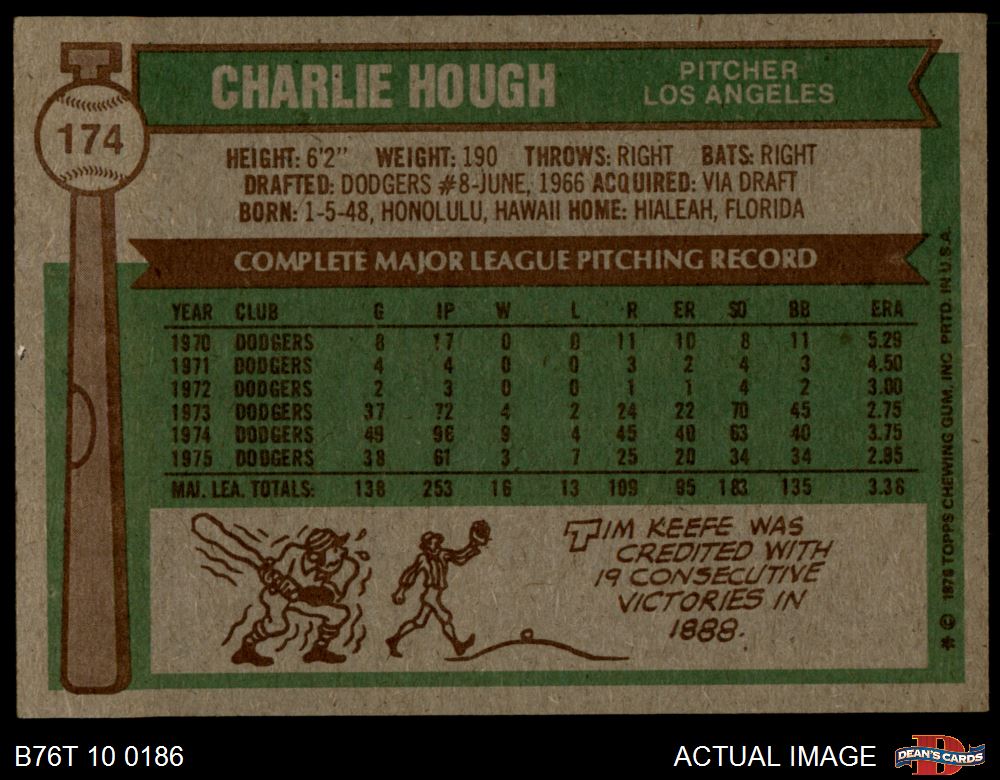 174
CHARLIE HOUGH
PITCHER
LOS ANGELES
HEIGHT: 6'2" WEIGHT: 190 THROWS: RIGHT BATS: RIGHT
DRAFTED: DODGERS #8-JUNE, 1966 ACQUIRED: VIA DRAFT
BORN: 1-5-48, HONOLULU, HAWAII HOME: HIALEAH, FLORIDA
COMPLETE MAJOR LEAGUE PITCHING RECORD
YEAR CLUB G IP W L R ER SO BB ERA
1970 DODGERS 8 17 0 0 11 10 8 11 5.29
1971 DODGERS 4 4 0 0 3 2 4 3 4.50
1972 DODGERS 2 3 0 0 1 1 4 2 3.00
1973 DODGERS 37 72 4 2 24 22 70 45 2.75
1974 DODGERS 49 96 9 4 45 40 63 40 3.75
1975 DODGERS 38 61 3 7 25 20 34 34 2.95
MAJ. LEA. TOTALS: 138 253 16 13 109 95 183 135 3.38
TIM KEEFE WAS
CREDITED WITH
19 CONSECUTIVE
VICTORIES IN
1888.
* © 1976 TOPPS CHEWING GUM, INC PRTD. IN U.S.A.
B76T 10 0186
ACTUAL IMAGE
D
DEAN'S CARDS